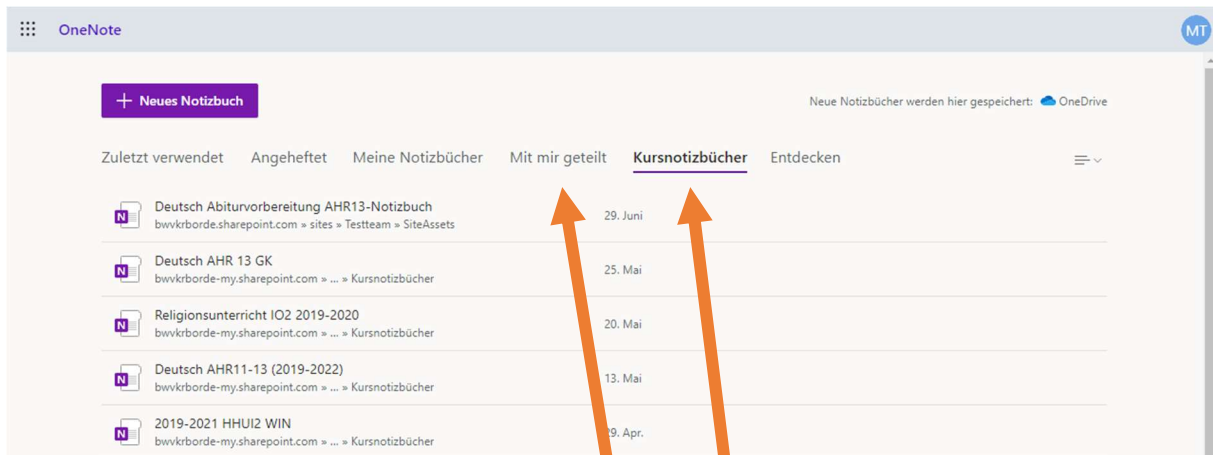 OneNote
MT
+ Neues Notizbuch
Neue Notizbücher werden hier gespeichert: OneDrive
Zuletzt verwendet Angeheftet Meine Notizbücher Mit mir geteilt Kursnotizbücher Entdecken
Deutsch Abiturvorbereitung AHR13-Notizbuch
29. Juni
bwvkrborde.sharepoint.com » sites » Testteam » SiteAssets
Deutsch AHR 13 GK
25. Mai
bwvkrborde-my.sharepoint.com » ... » Kursnotizbücher
Religionsunterricht IO2 2019-2020
20. Mai
bwvkrborde-my.sharepoint.com » ... » Kursnotizbücher
Deutsch AHR11-13 (2019-2022)
13. Mai
bwvkrborde-my.sharepoint.com » ... » Kursnotizbücher
2019-2021 HHUI2 WIN
29. Apr.
bwvkrborde-my.sharepoint.com » ... » Kursnotizbücher